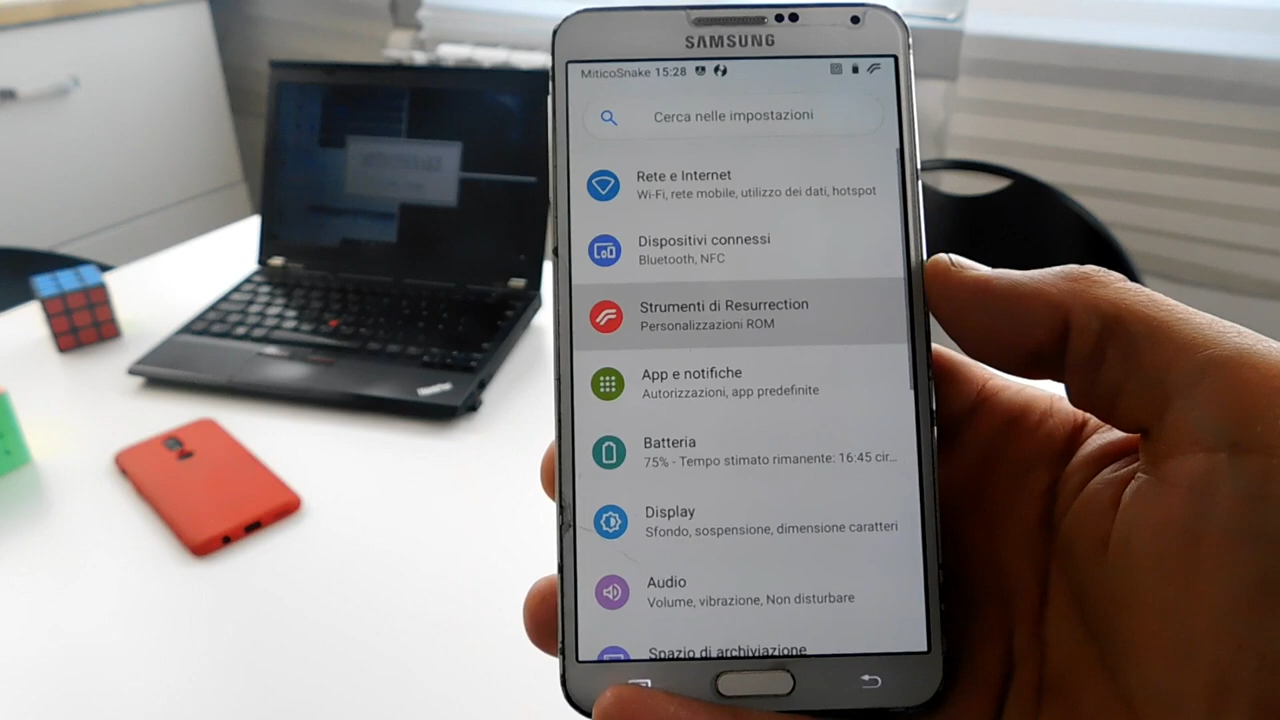 SAMSUNG
MiticoSnake 15:28
Cerca nelle impostazioni
Rete e Internet
Wi-Fi, rete mobile, utilizzo dei dati, hotspot
Dispositivi connessi
Bluetooth, NFC
Strumenti di Resurrection
Personalizzazioni ROM
App e notifiche
Autorizzazioni, app predefinite
Batteria
75% - Tempo stimato rimanente: 16:45 cir...
Display
Sfondo, sospensione, dimensione caratteri
Audio
Volume, vibrazione, Non disturbare
Spazio di archiviazione
ThinkPad